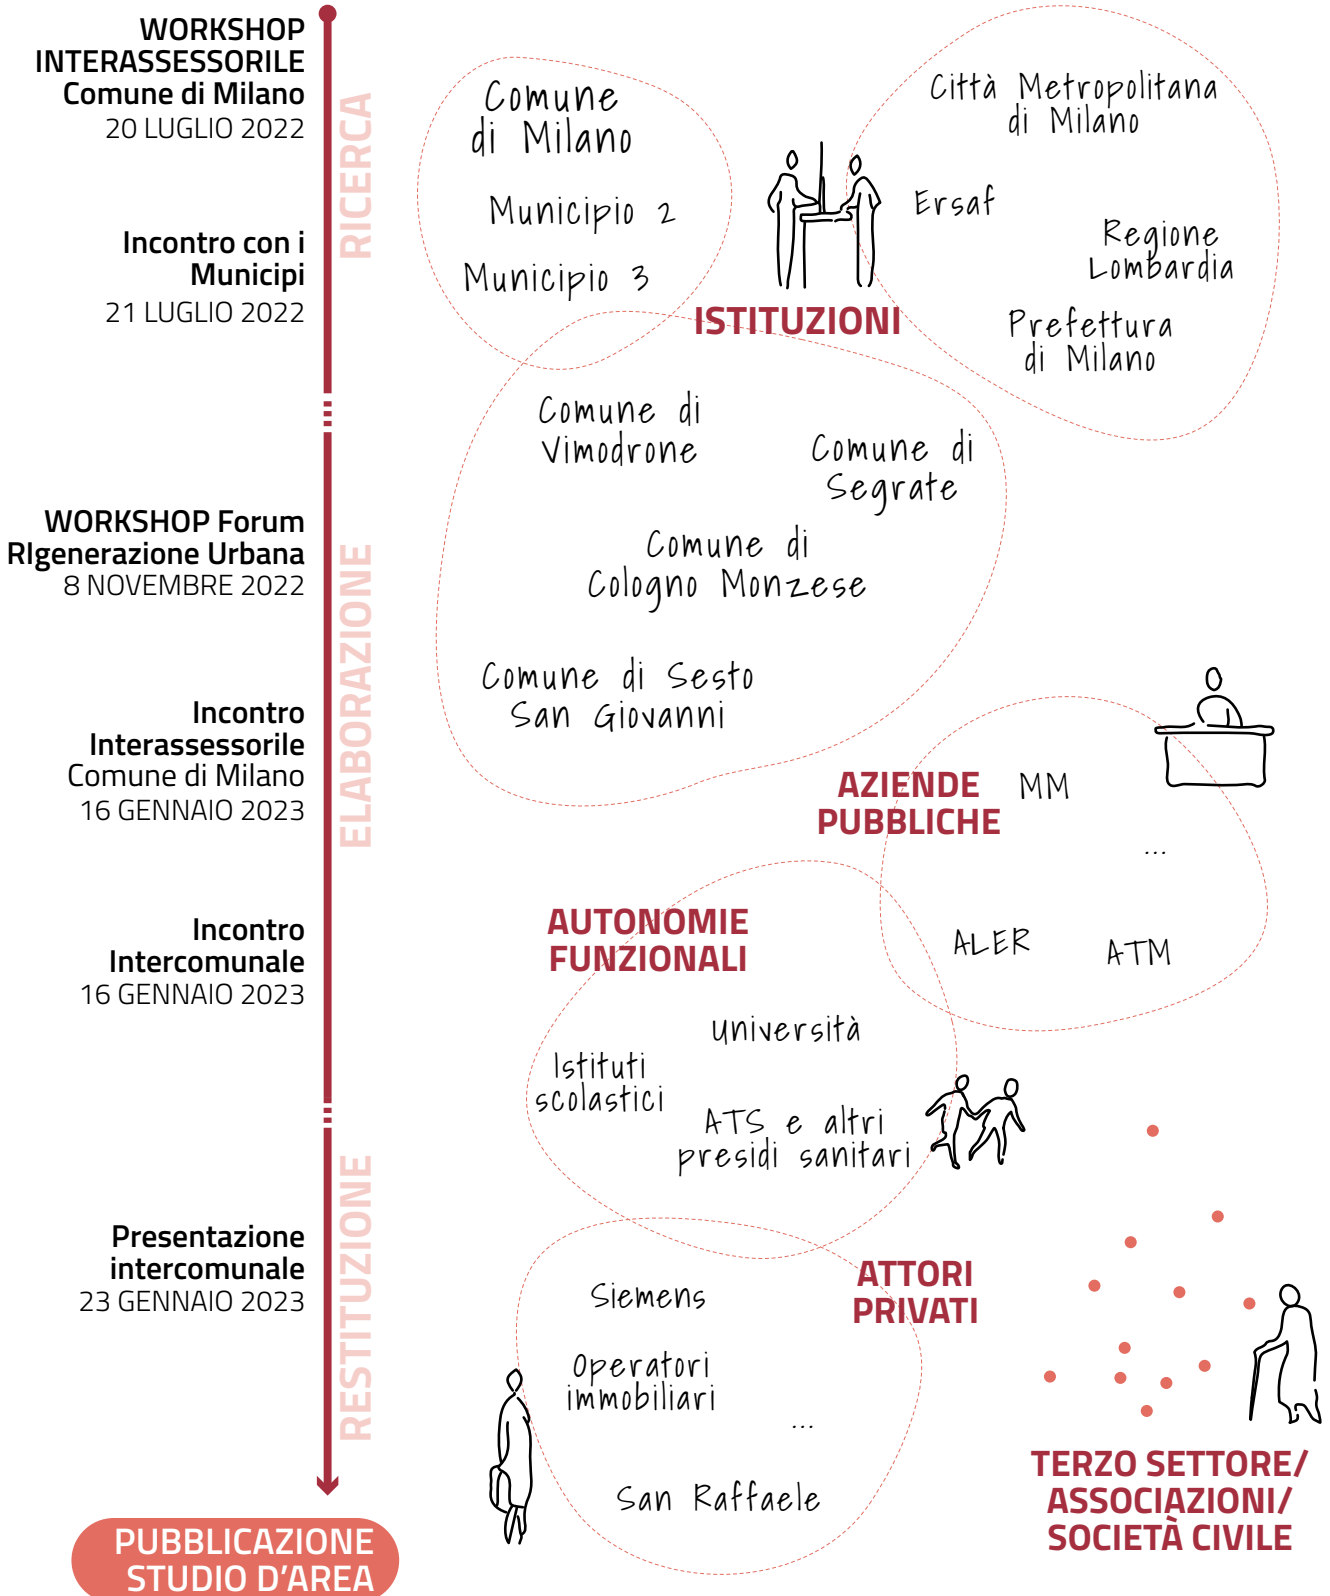 WORKSHOP
INTERASSESSORILE
Comune di Milano
20 LUGLIO 2022
Incontro con i
Municipi
21 LUGLIO 2022
WORKSHOP Forum
RIgenerazione Urbana
8 NOVEMBRE 2022
Incontro
Interassessorile
Comune di Milano
16 GENNAIO 2023
Incontro
Intercomunale
16 GENNAIO 2023
Presentazione
intercomunale
23 GENNAIO 2023
PUBBLICAZIONE
STUDIO D'AREA
RICERCA
ELABORAZIONE
RESTITUZIONE
Comune
di Milano
Municipio 2
Municipio 3
Città Metropolitana
di Milano
Ersaf
Regione
Lombardia
Prefettura
di Milano
ISTITUZIONI
Comune di
Vimodrone
Comune di
Segrate
Comune di
Cologno Monzese
Comune di Sesto
San Giovanni
AZIENDE
PUBBLICHE
MM
...
ALER
ATM
AUTONOMIE
FUNZIONALI
Università
Istituti
scolastici
ATS e altri
presidi sanitari
ATTORI
PRIVATI
Siemens
Operatori
immobiliari
...
San Raffaele
TERZO SETTORE/
ASSOCIAZIONI/
SOCIETÀ CIVILE